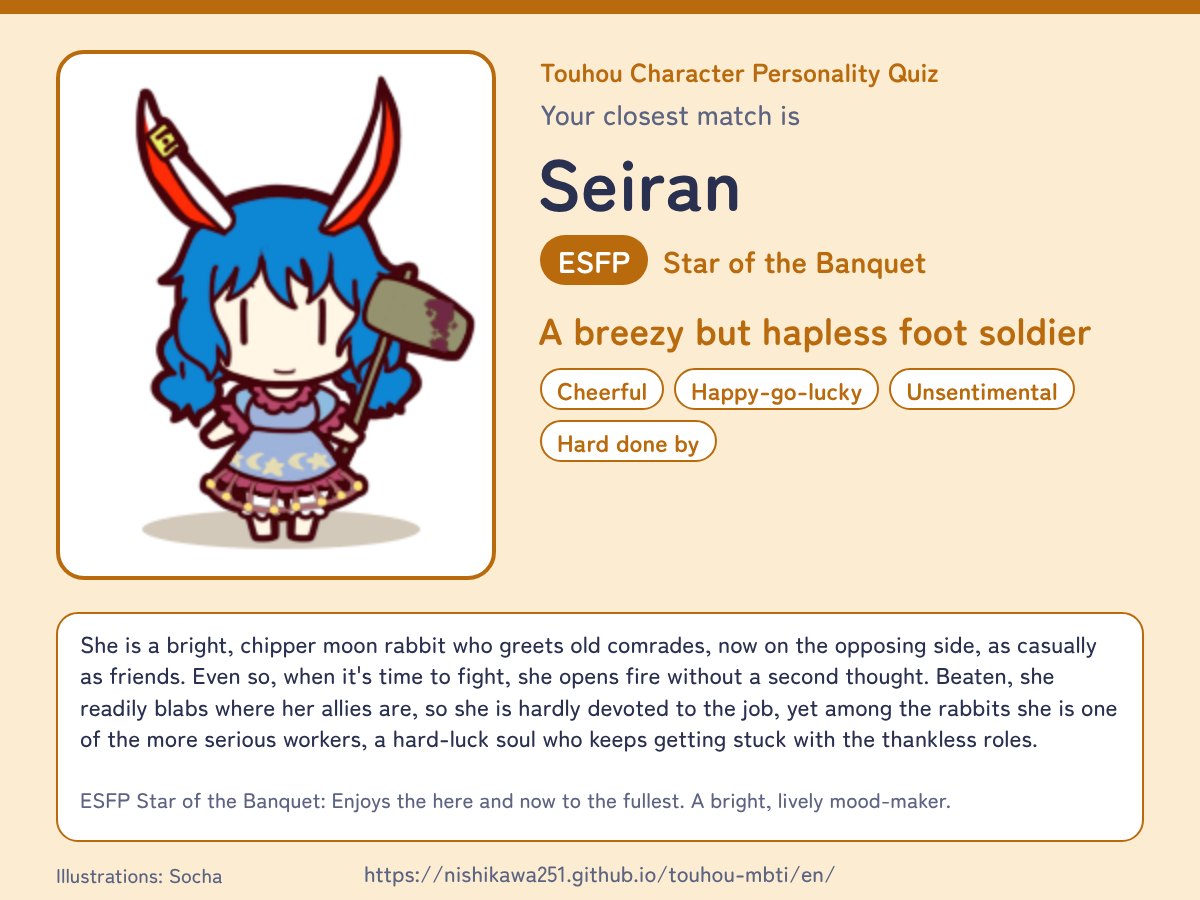 Touhou Character Personality Quiz
Your closest match is
Seiran
ESFP Star of the Banquet
A breezy but hapless foot soldier
Cheerful Happy-go-lucky Unsentimental
Hard done by
She is a bright, chipper moon rabbit who greets old comrades, now on the opposing side, as casually
as friends. Even so, when it's time to fight, she opens fire without a second thought. Beaten, she
readily blabs where her allies are, so she is hardly devoted to the job, yet among the rabbits she is one
of the more serious workers, a hard-luck soul who keeps getting stuck with the thankless roles.
ESFP Star of the Banquet: Enjoys the here and now to the fullest. A bright, lively mood-maker.
Illustrations: Socha
https://nishikawa251.github.io/touhou-mbti/en/